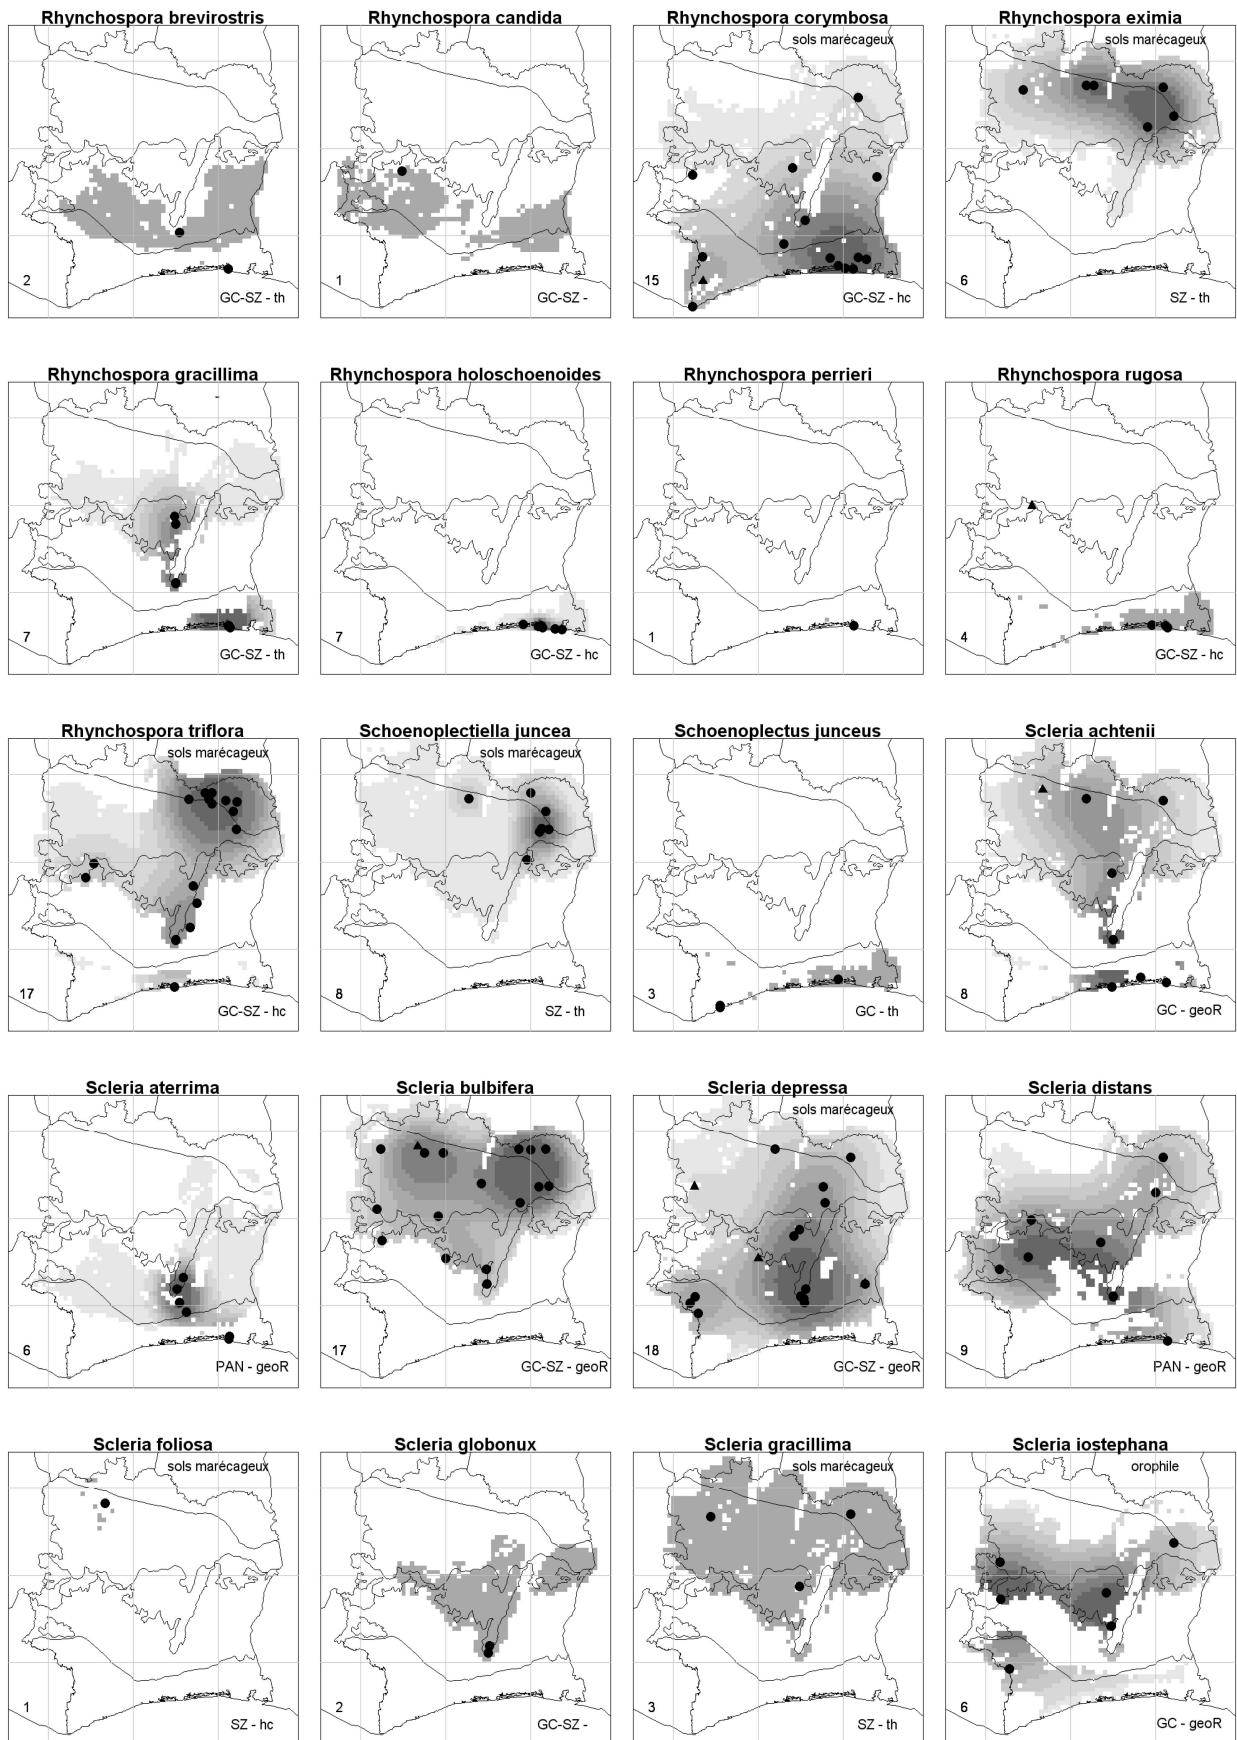 Rhynchospora brevirostris
2
GC-SZ - th
Rhynchospora candida
1
GC-SZ -
Rhynchospora corymbosa
sols marécageux
15
GC-SZ - hc
Rhynchospora eximia
sols marécageux
6
SZ - th
Rhynchospora gracillima
7
GC-SZ - th
Rhynchospora holoschoenoides
7
GC-SZ - hc
Rhynchospora perrieri
1
Rhynchospora rugosa
4
GC-SZ - hc
Rhynchospora triflora
sols marécageux
17
GC-SZ - hc
Schoenoplectiella juncea
sols marécageux
8
SZ - th
Schoenoplectus junceus
3
GC - th
Scleria achtenii
8
GC - geoR
Scleria aterrima
6
PAN - geoR
Scleria bulbifera
17
GC-SZ - geoR
Scleria depressa
sols marécageux
18
GC-SZ - geoR
Scleria distans
9
PAN - geoR
Scleria foliosa
sols marécageux
1
SZ - hc
Scleria globonux
2
GC-SZ -
Scleria gracillima
sols marécageux
3
SZ - th
Scleria iostephana
orophile
6
GC - geoR